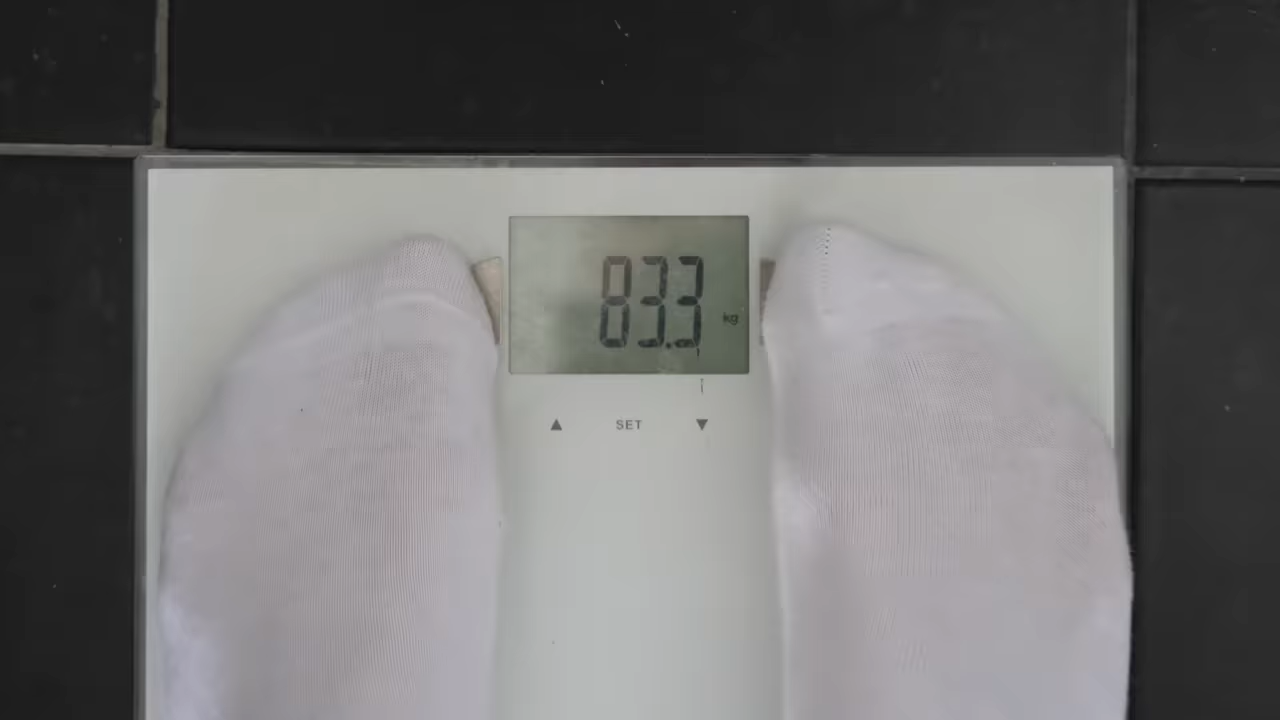 83.3 kg
▲ SET ▼